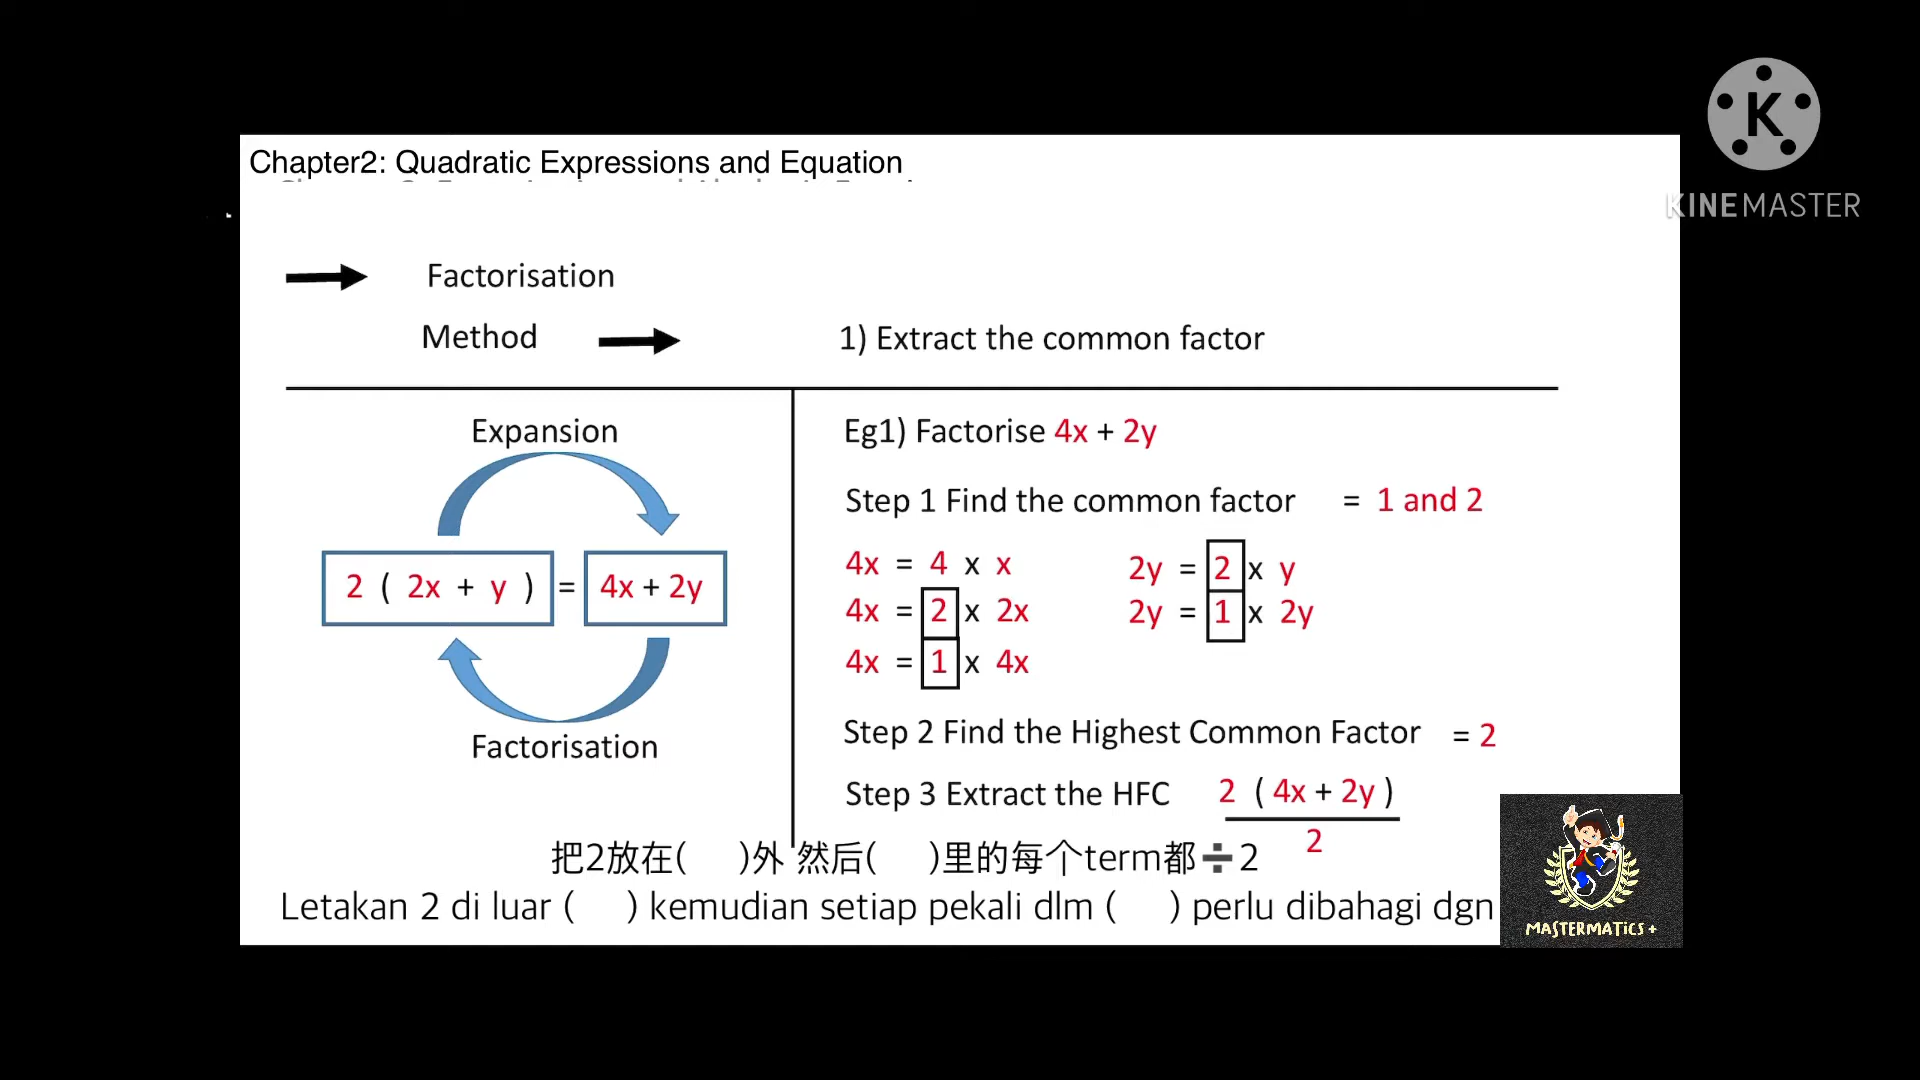 K
KINEMASTER
Chapter2: Quadratic Expressions and Equation
Factorisation
Method
1) Extract the common factor
Expansion
2 ( 2x + y ) = 4x + 2y
Factorisation
Eg1) Factorise 4x + 2y
Step 1 Find the common factor = 1 and 2
4x = 4 x x
2y = 2 x y
4x = 2 x 2x
2y = 1 x 2y
4x = 1 x 4x
Step 2 Find the Highest Common Factor = 2
Step 3 Extract the HFC 2 ( 4x + 2y )
2
把2放在( )外 然后( )里的每个term都➗2
Letakan 2 di luar ( ) kemudian setiap pekali dlm ( ) perlu dibahagi dgn
MASTERMATICS +